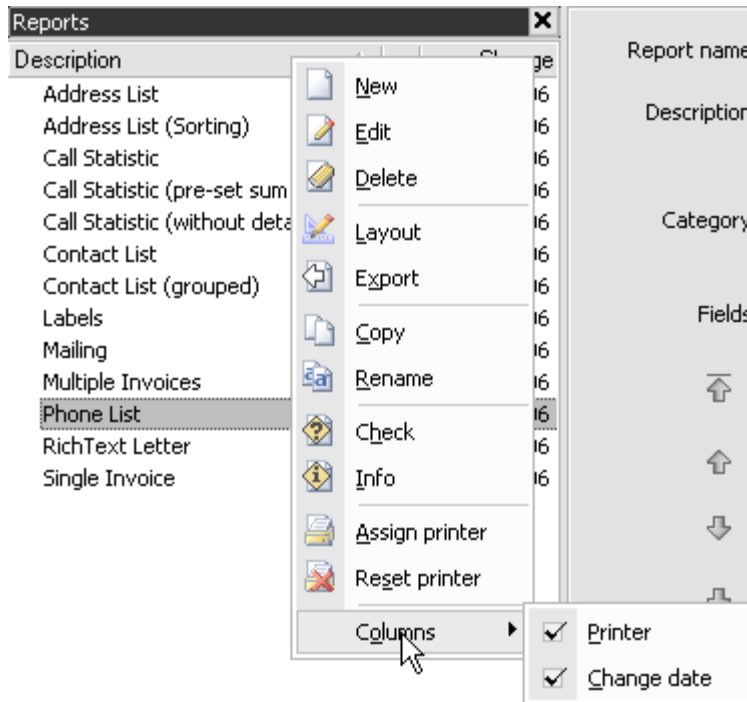 Reports
Description
Address List
Address List (Sorting)
Call Statistic
Call Statistic (pre-set sum
Call Statistic (without deta
Contact List
Contact List (grouped)
Labels
Mailing
Multiple Invoices
Phone List
RichText Letter
Single Invoice
New
Edit
Delete
Layout
Export
Copy
Rename
Check
Info
Assign printer
Reset printer
Columns
Printer
Change date
Report name
Description
Category
Fields